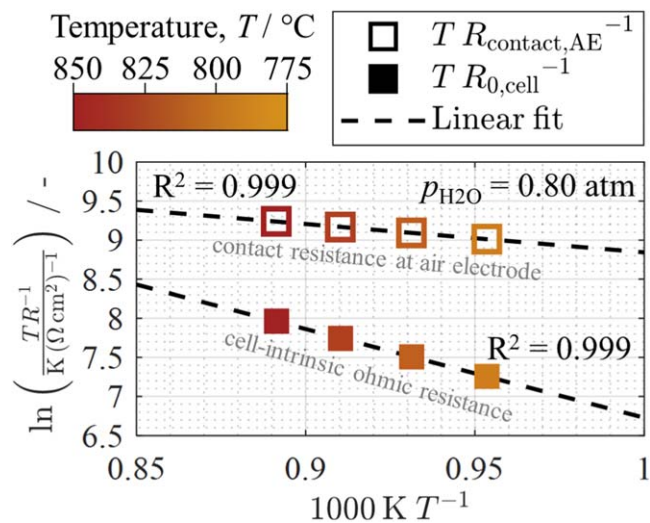 Temperature, T / °C
850 825 800 775
T R_contact,AE^-1
T R_0,cell^-1
Linear fit
ln (TR^-1 / K (Ω cm²)^-1) / -
10
9.5
9
8.5
8
7.5
7
6.5
R² = 0.999
p_H2O = 0.80 atm
contact resistance at air electrode
cell-intrinsic ohmic resistance
R² = 0.999
0.85 0.9 0.95 1
1000 K T^-1